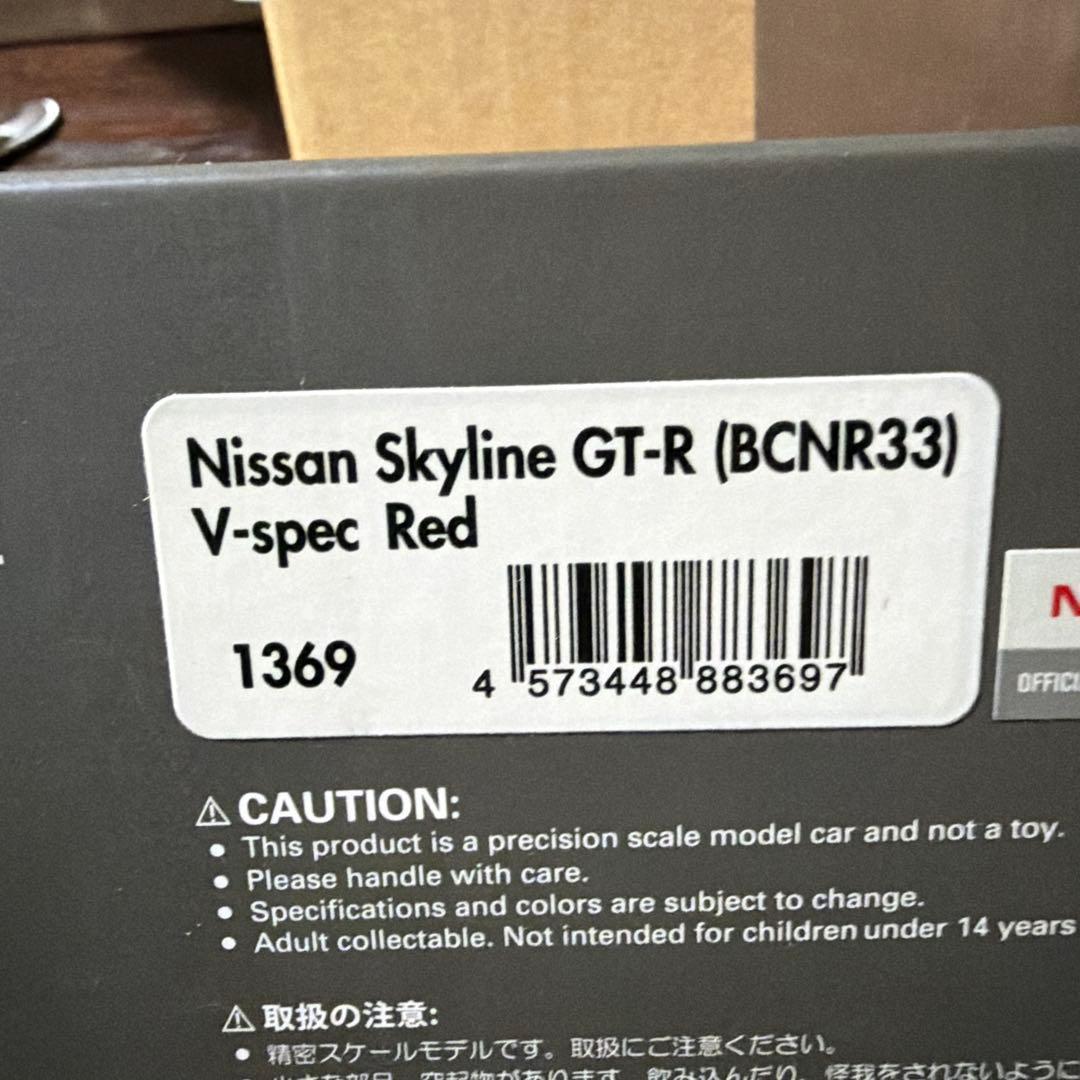 Nissan Skyline GT-R (BCNR33)
V-spec Red
1369
4 573448 883697
OFFICI
⚠ CAUTION:
• This product is a precision scale model car and not a toy.
• Please handle with care.
• Specifications and colors are subject to change.
• Adult collectable. Not intended for children under 14 years
⚠ 取扱の注意:
• 精密スケールモデルです。取扱にご注意ください。